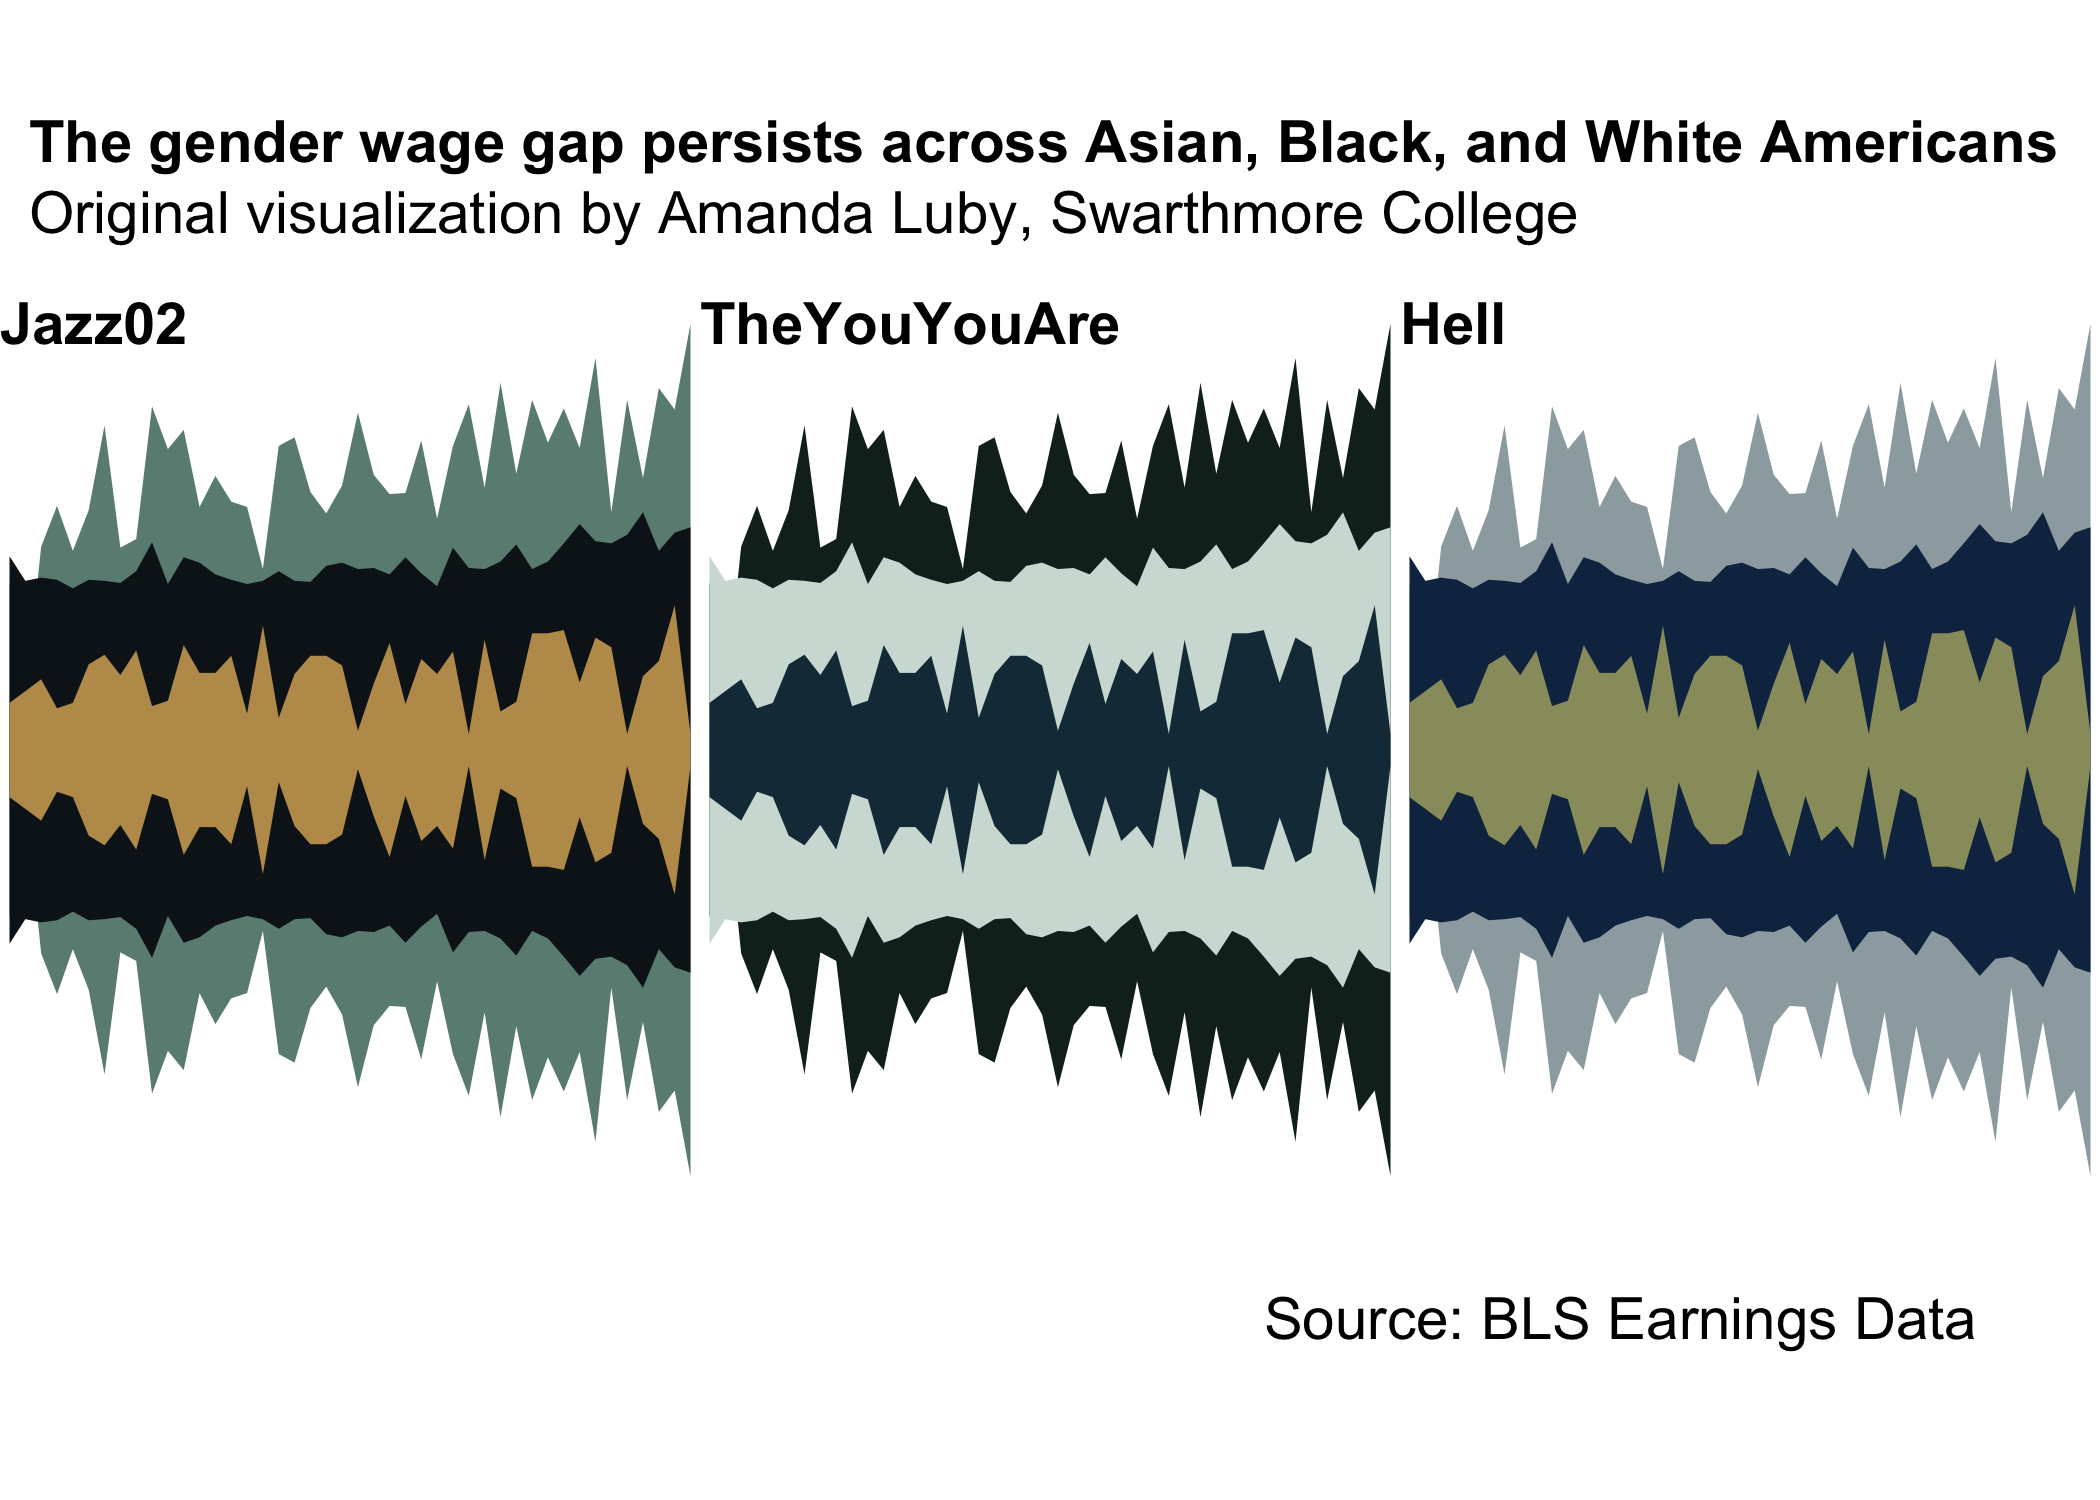 The gender wage gap persists across Asian, Black, and White Americans
Original visualization by Amanda Luby, Swarthmore College
Jazz02
TheYouYouAre
Hell
Source: BLS Earnings Data